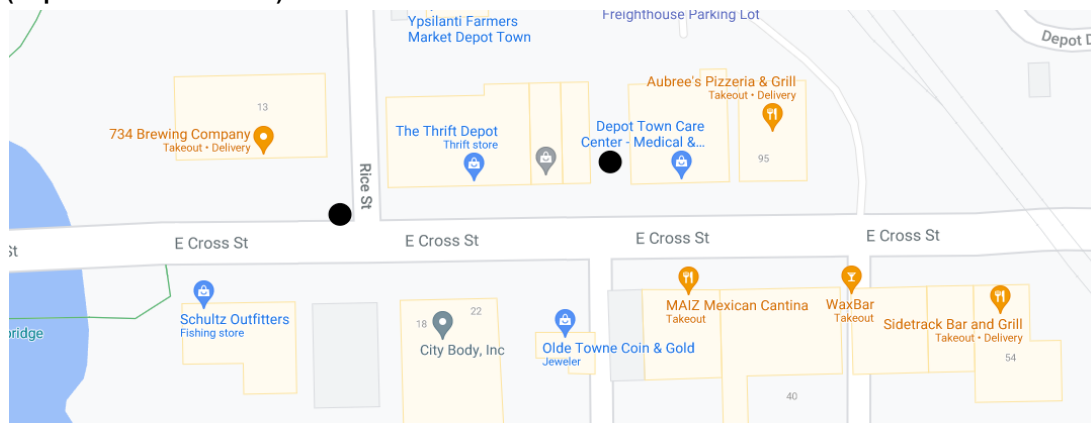 Ypsilanti Farmers
Market Depot Town
Freighthouse Parking Lot
Depot D
13
734 Brewing Company
Takeout • Delivery
Rice St
The Thrift Depot
Thrift store
Depot Town Care
Center - Medical &...
Aubree's Pizzeria & Grill
Takeout • Delivery
95
St
E Cross St
E Cross St
E Cross St
E Cross St
Schultz Outfitters
Fishing store
ridge
18
22
City Body, Inc
Olde Towne Coin & Gold
Jeweler
MAIZ Mexican Cantina
Takeout
40
WaxBar
Takeout
Sidetrack Bar and Grill
Takeout • Delivery
54